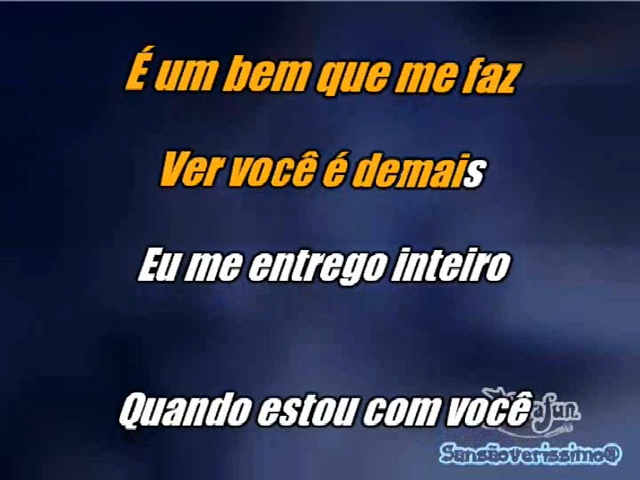 É um bem que me faz
Ver você é demais
Eu me entrego inteiro
Quando estou com você
Sansãoverissimo@